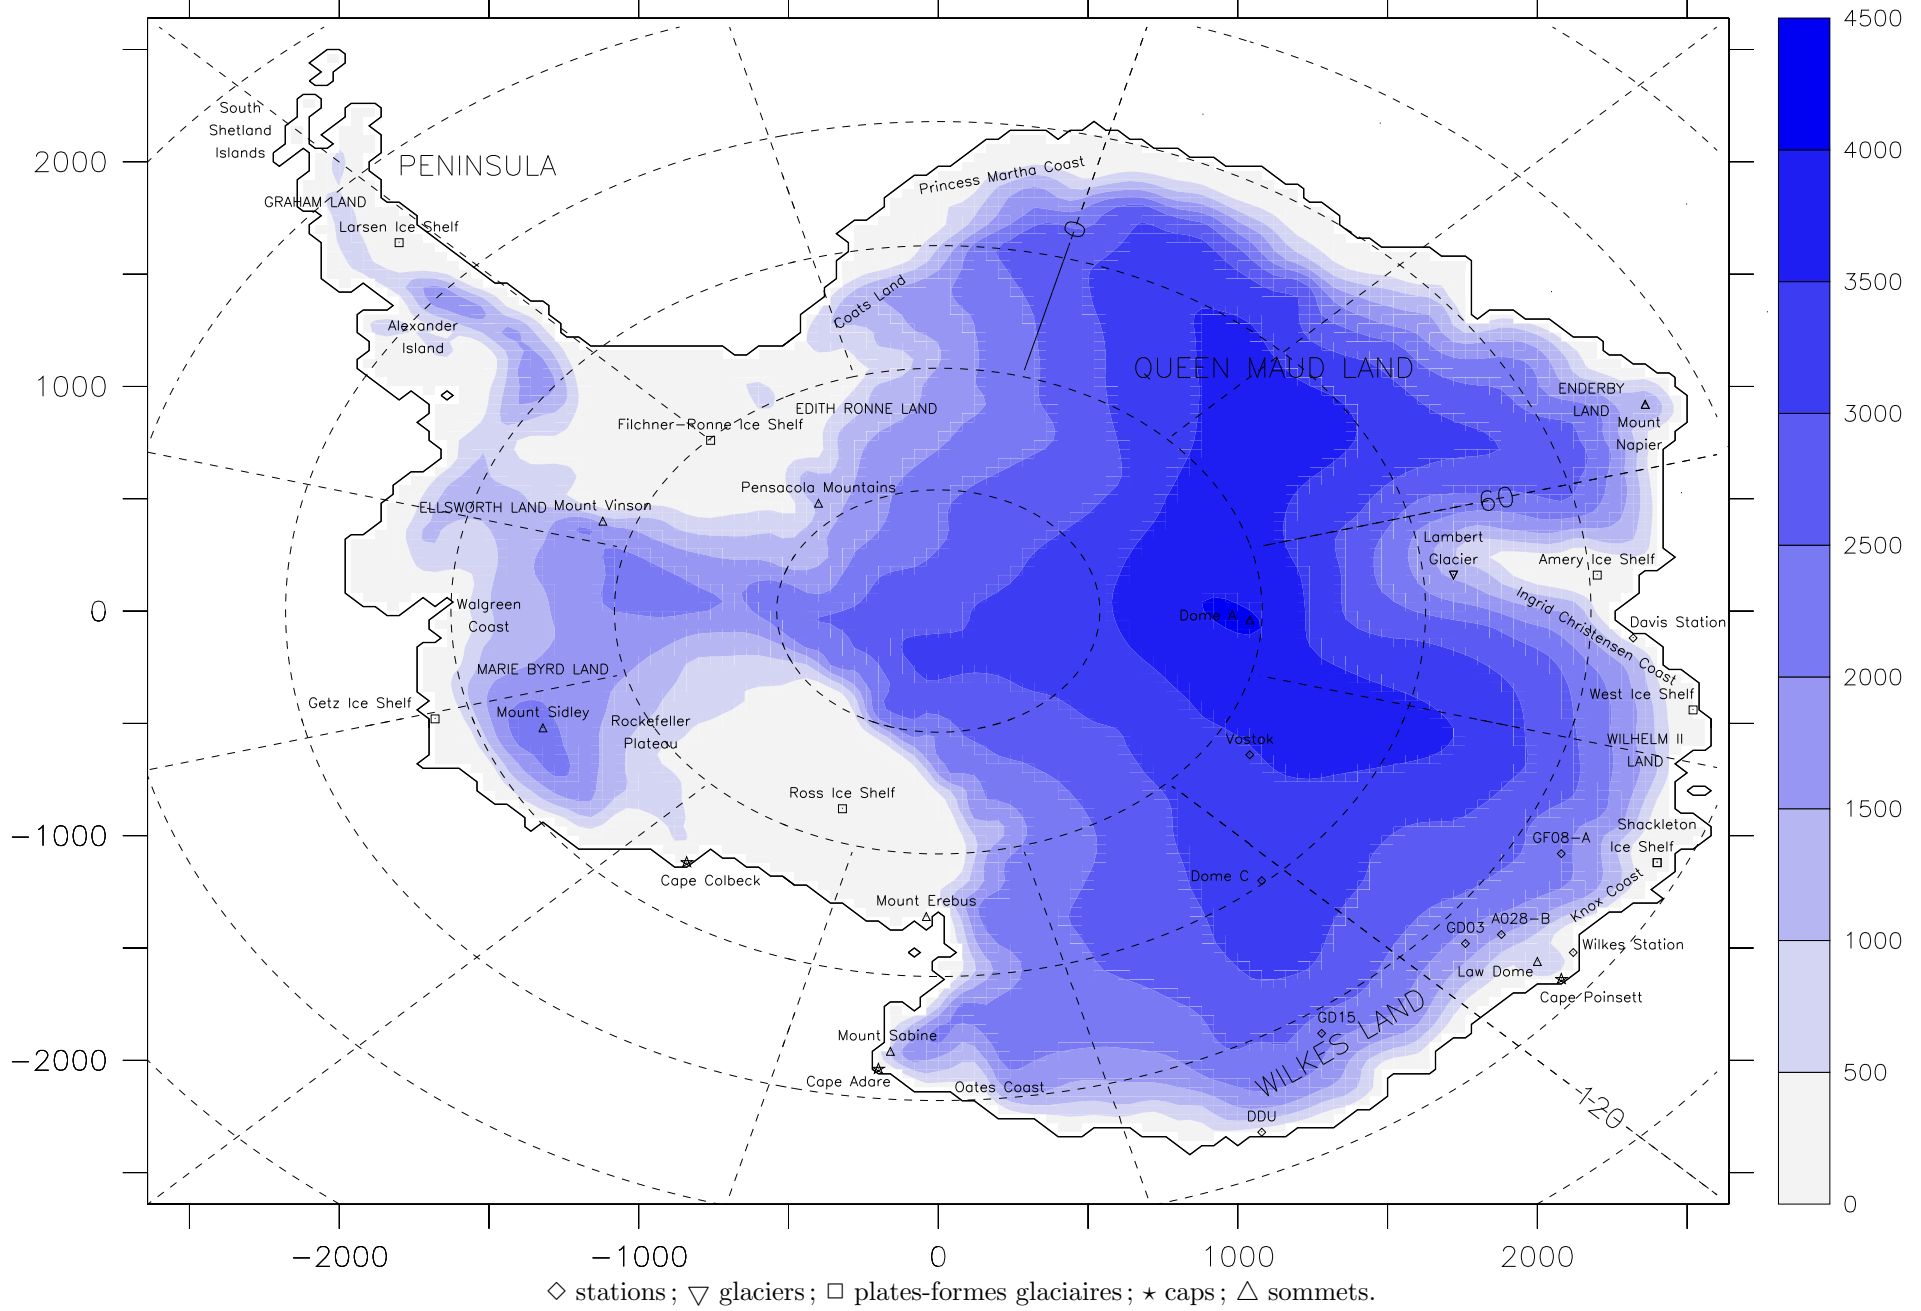 4500
4000
3500
3000
2500
2000
1500
1000
500
0
2000
1000
0
−1000
−2000
−2000
−1000
0
1000
2000
South
Shetland
Islands
PENINSULA
GRAHAM LAND
Larsen Ice Shelf
Alexander
Island
Princess Martha Coast
Coats Land
0
QUEEN MAUD LAND
ENDERBY
LAND
Mount
Napier
EDITH RONNE LAND
Filchner−Ronne Ice Shelf
Pensacola Mountains
ELLSWORTH LAND
Mount Vinson
60
Lambert
Glacier
Amery Ice Shelf
Ingrid Christensen Coast
Davis Station
Walgreen
Coast
Dome
MARIE BYRD LAND
Getz Ice Shelf
Mount Sidley
Rockefeller
Plateau
West Ice Shelf
WILHELM II
LAND
Vostok
Ross Ice Shelf
Shackleton
Ice Shelf
GF08−A
Cape Colbeck
Dome C
Knox Coast
Mount Erebus
A028−B
GD03
Wilkes Station
Law Dome
Cape Poinsett
GD15
WILKES LAND
Mount Sabine
Cape Adare
Oates Coast
DDU
120
◇ stations ; ▽ glaciers ; □ plates-formes glaciaires ; ⋆ caps ; △ sommets.